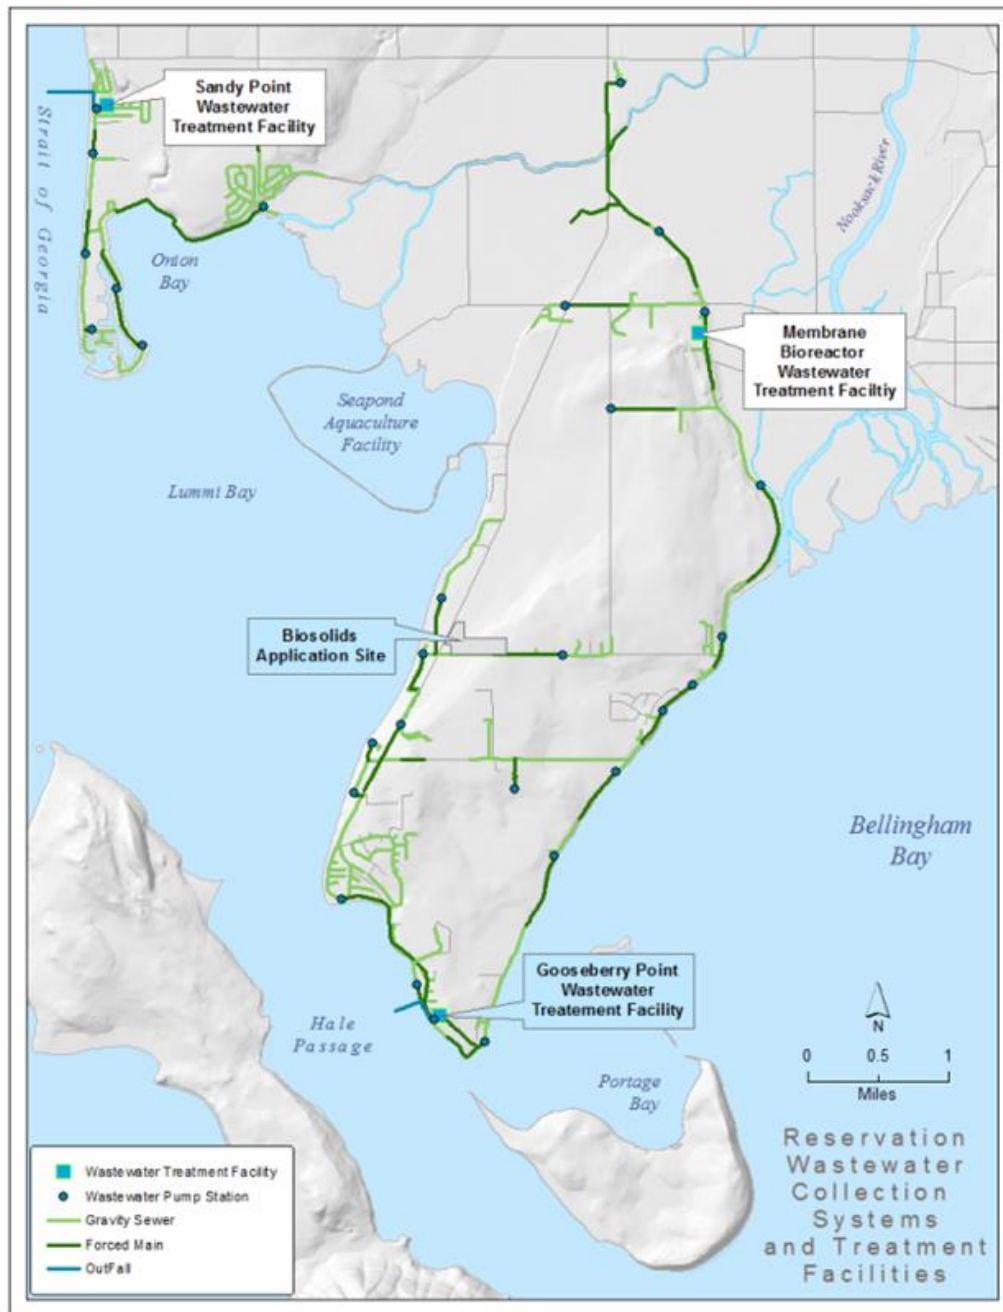 Sandy Point
Wastewater
Treatment Facility
Strait of Georgia
Nooksack River
Onion
Bay
Membrane
Bioreactor
Wastewater
Treatment Faciltiy
Seapond
Aquaculture
Facility
Lummi Bay
Biosolids
Application Site
Bellingham
Bay
Gooseberry Point
Wastewater
Treatement Facility
Hale
Passage
Portage
Bay
N
0 0.5 1
Miles
Reservation
Wastewater
Collection
Systems
and Treatment
Facilities
Wastewater Treatment Facility
Wastewater Pump Station
Gravity Sewer
Forced Main
OutFall